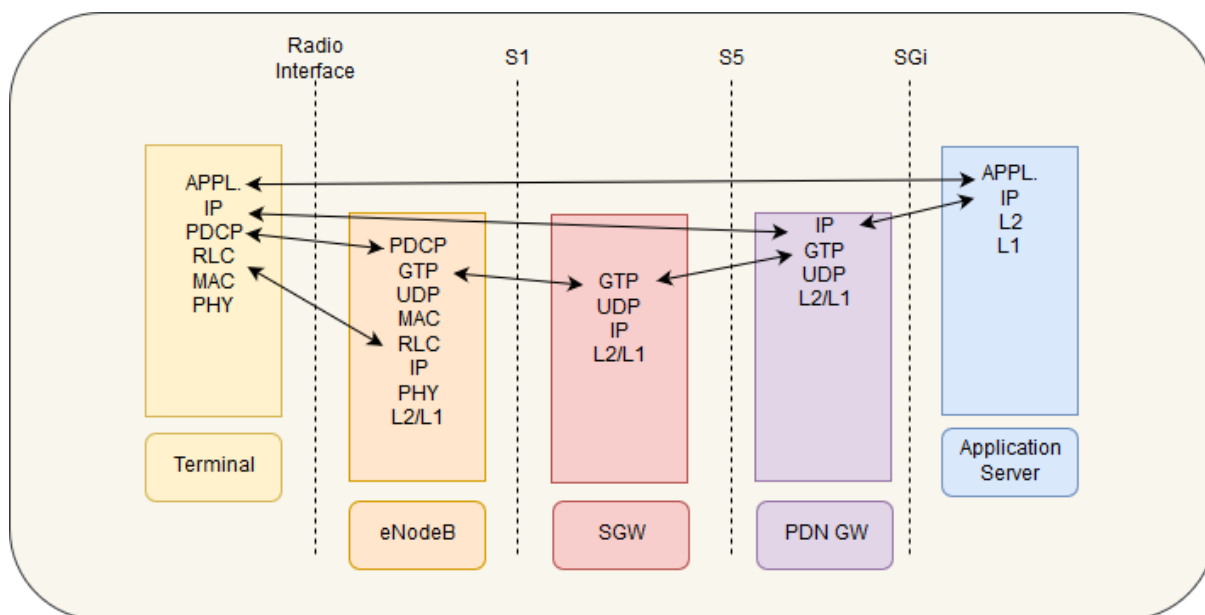 Radio
Interface
S1
S5
SGi
APPL.
IP
PDCP
RLC
MAC
PHY
Terminal
PDCP
GTP
UDP
MAC
RLC
IP
PHY
L2/L1
eNodeB
GTP
UDP
IP
L2/L1
SGW
IP
GTP
UDP
L2/L1
PDN GW
APPL.
IP
L2
L1
Application
Server